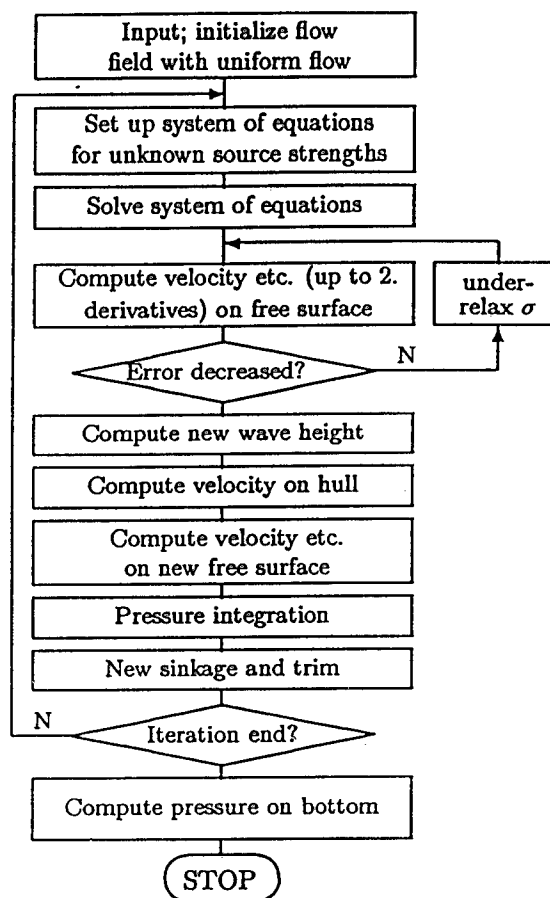 Input; initialize flow
field with uniform flow
Set up system of equations
for unknown source strengths
Solve system of equations
Compute velocity etc. (up to 2.
derivatives) on free surface
under-
relax σ
Error decreased?
N
Compute new wave height
Compute velocity on hull
Compute velocity etc.
on new free surface
Pressure integration
New sinkage and trim
N
Iteration end?
Compute pressure on bottom
STOP